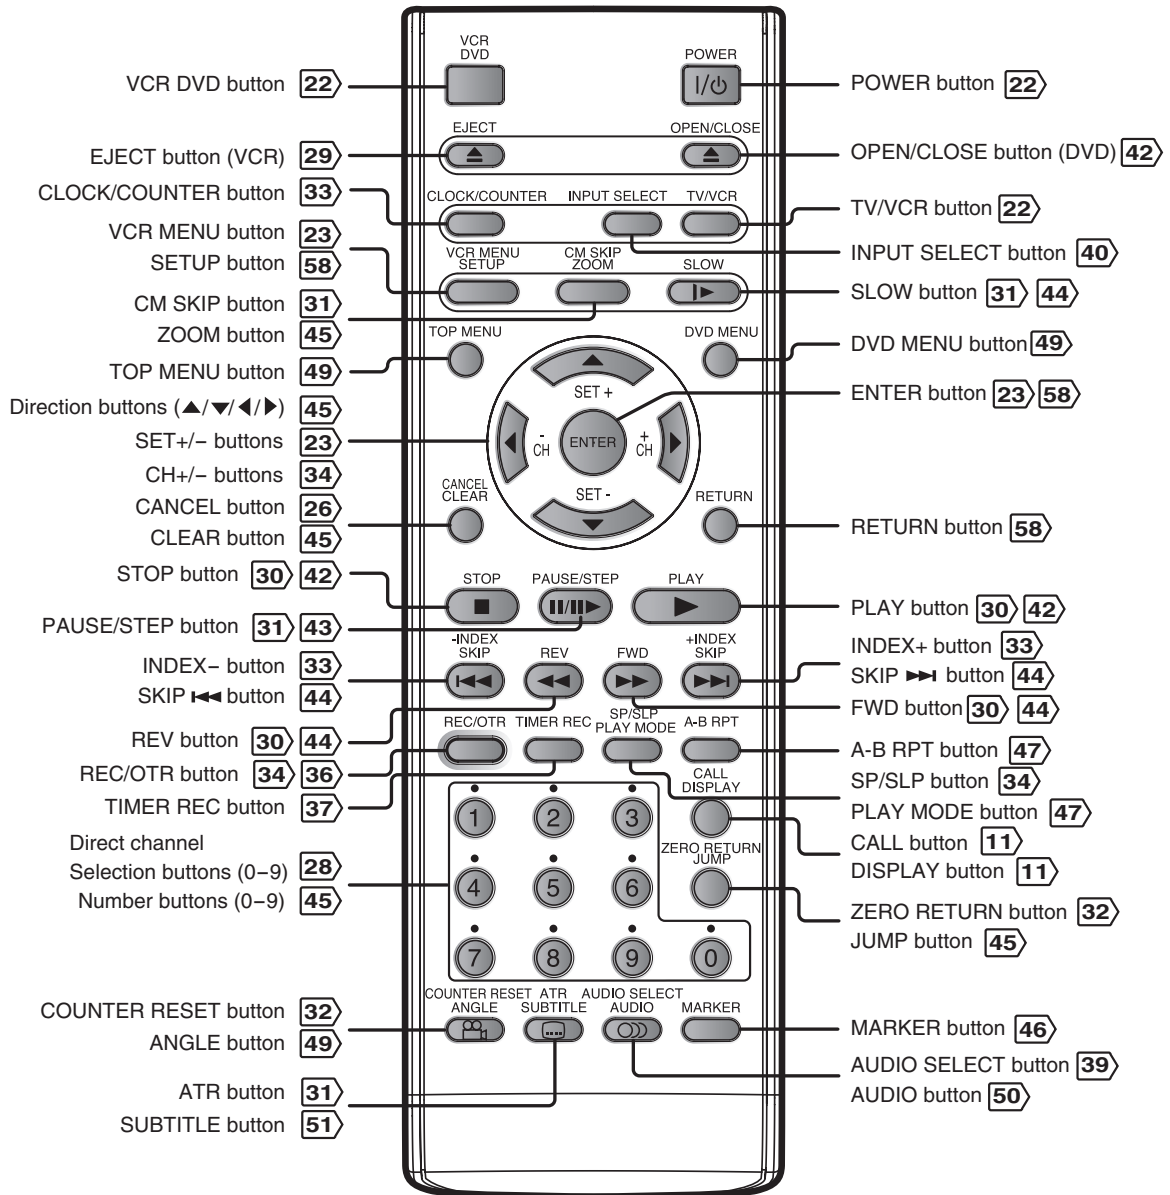 VCR
DVD
POWER
VCR DVD button 22
POWER button 22
I/⏻
EJECT
OPEN/CLOSE
EJECT button (VCR) 29
OPEN/CLOSE button (DVD) 42
CLOCK/COUNTER button 33
CLOCK/COUNTER INPUT SELECT TV/VCR
TV/VCR button 22
VCR MENU button 23
INPUT SELECT button 40
SETUP button 58
VCR MENU
SETUP
CM SKIP
ZOOM
SLOW
SLOW button 31 44
CM SKIP button 31
ZOOM button 45
TOP MENU
DVD MENU
DVD MENU button 49
TOP MENU button 49
ENTER button 23 58
SET +
Direction buttons (▲/▼/◀/▶) 45
SET+/− buttons 23
-
CH
ENTER
+
CH
CH+/− buttons 34
CANCEL
CLEAR
SET -
RETURN
CANCEL button 26
CLEAR button 45
RETURN button 58
STOP button 30 42
STOP PAUSE/STEP PLAY
PLAY button 30 42
PAUSE/STEP button 31 43
-INDEX
SKIP
REV
FWD
+INDEX
SKIP
INDEX+ button 33
INDEX− button 33
SKIP ▶▶| button 44
SKIP |◀◀ button 44
FWD button 30 44
REC/OTR TIMER REC
SP/SLP
PLAY MODE
A-B RPT
REV button 30 44
A-B RPT button 47
REC/OTR button 34 36
SP/SLP button 34
CALL
DISPLAY
TIMER REC button 37
PLAY MODE button 47
1 2 3
Direct channel
Selection buttons (0−9) 28
CALL button 11
DISPLAY button 11
ZERO RETURN
JUMP
4 5 6
Number buttons (0−9) 45
ZERO RETURN button 32
JUMP button 45
7 8 9 0
COUNTER RESET
ANGLE
ATR
SUBTITLE
AUDIO SELECT
AUDIO
MARKER
COUNTER RESET button 32
ANGLE button 49
MARKER button 46
AUDIO SELECT button 39
ATR button 31
AUDIO button 50
SUBTITLE button 51